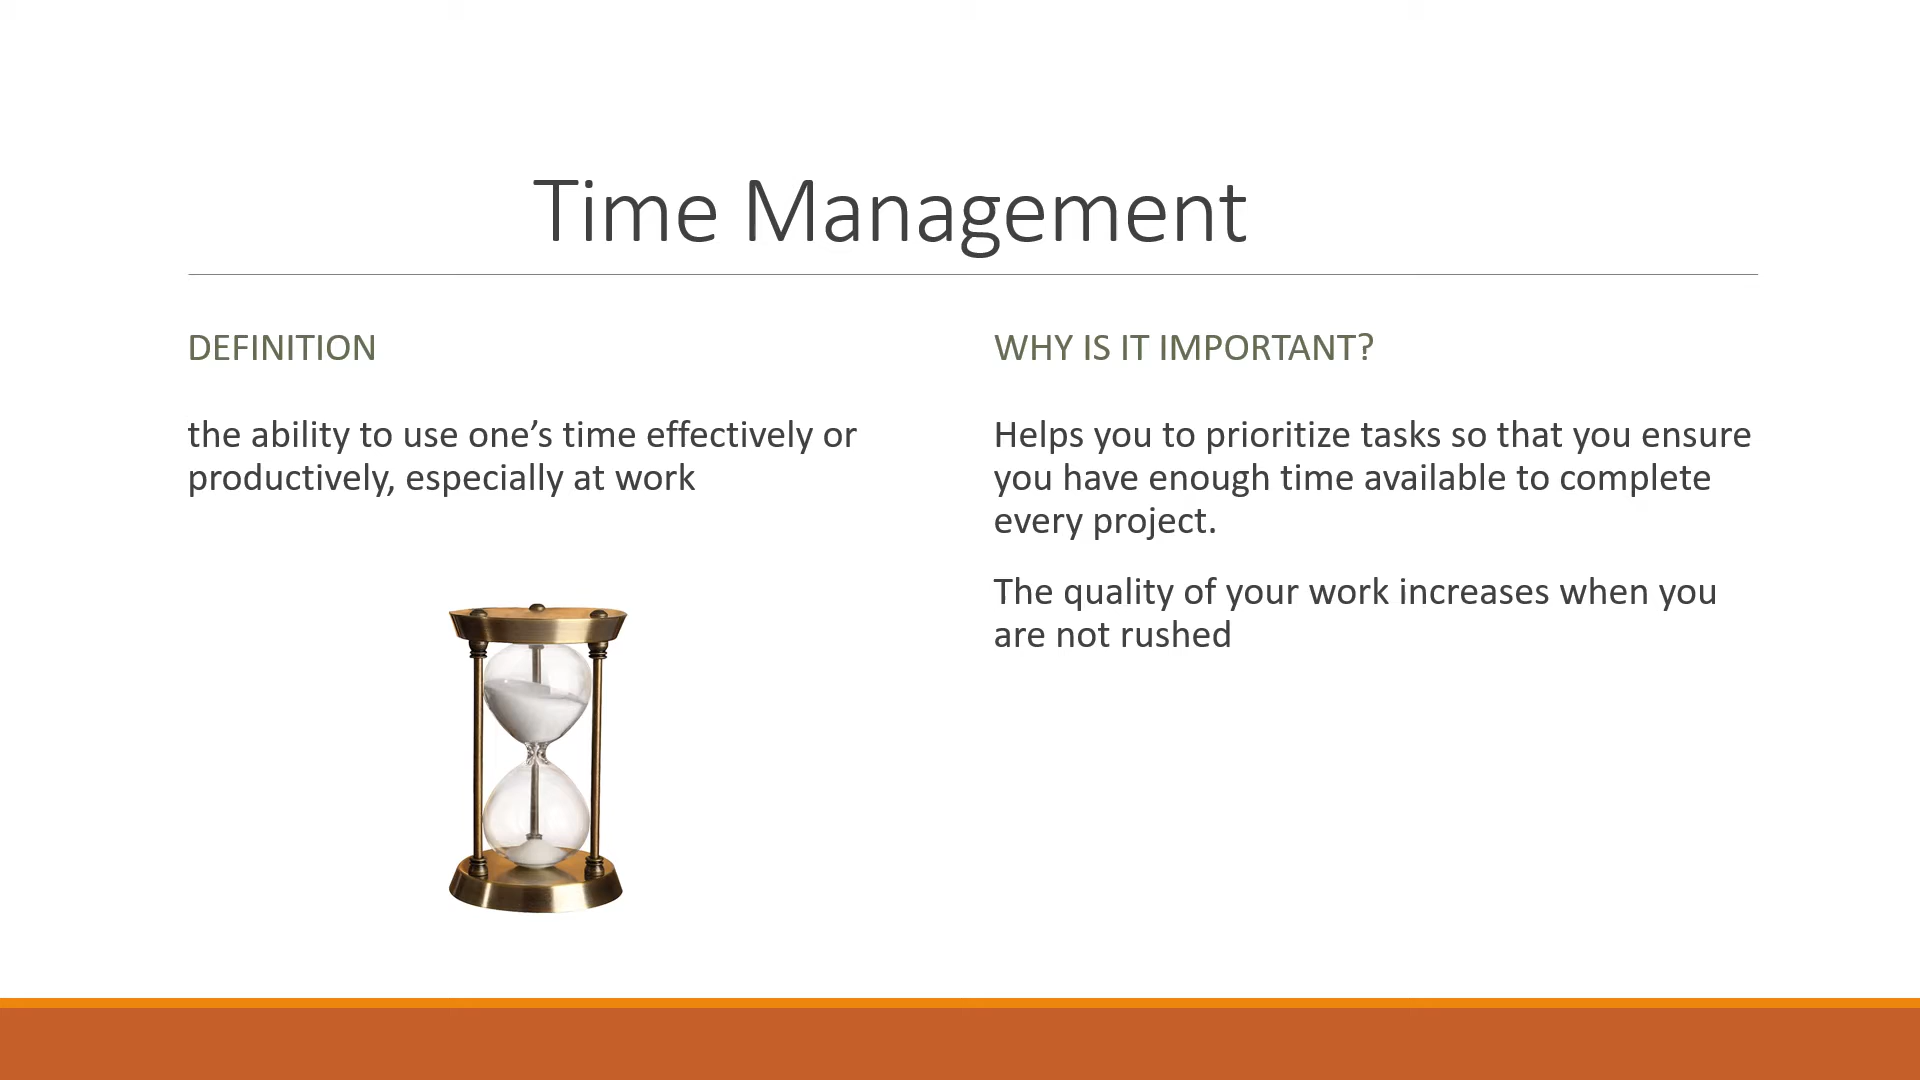 Time Management
DEFINITION
the ability to use one’s time effectively or
productively, especially at work
WHY IS IT IMPORTANT?
Helps you to prioritize tasks so that you ensure
you have enough time available to complete
every project.
The quality of your work increases when you
are not rushed